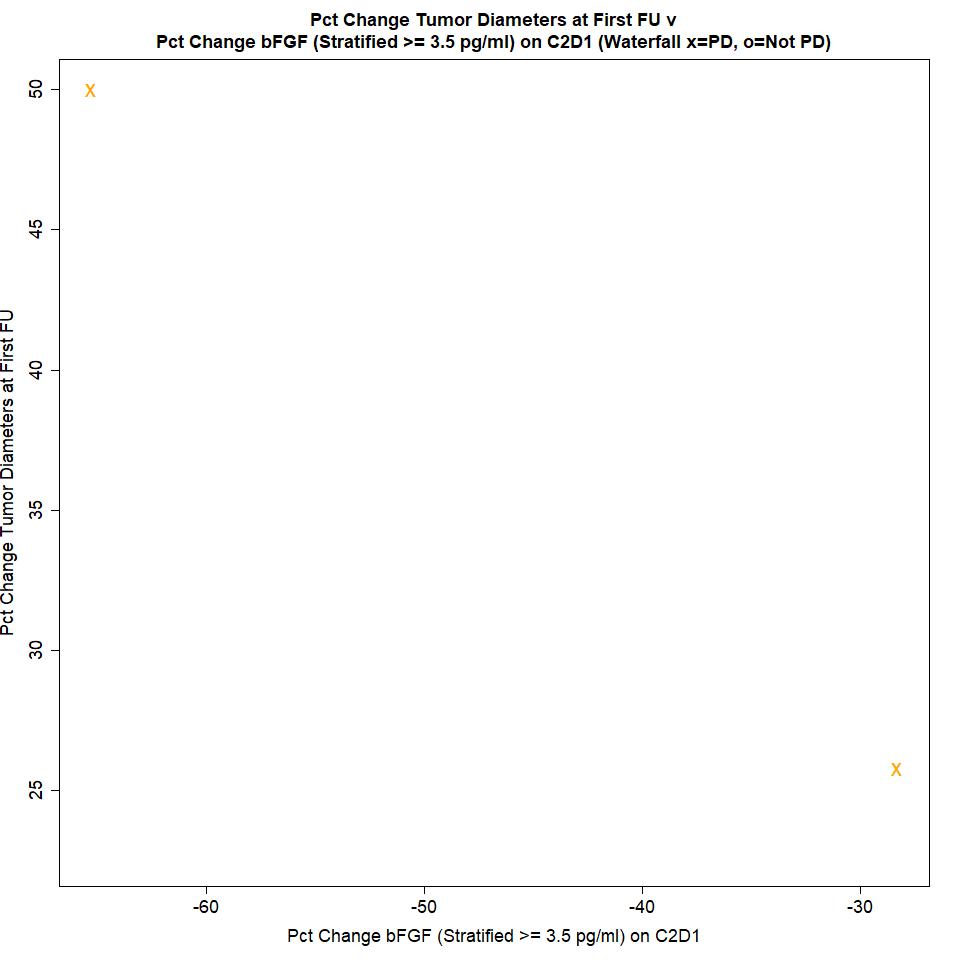 Pct Change Tumor Diameters at First FU v
Pct Change bFGF (Stratified >= 3.5 pg/ml) on C2D1 (Waterfall x=PD, o=Not PD)
Pct Change Tumor Diameters at First FU
50
45
40
35
30
25
X
X
-60
-50
-40
-30
Pct Change bFGF (Stratified >= 3.5 pg/ml) on C2D1